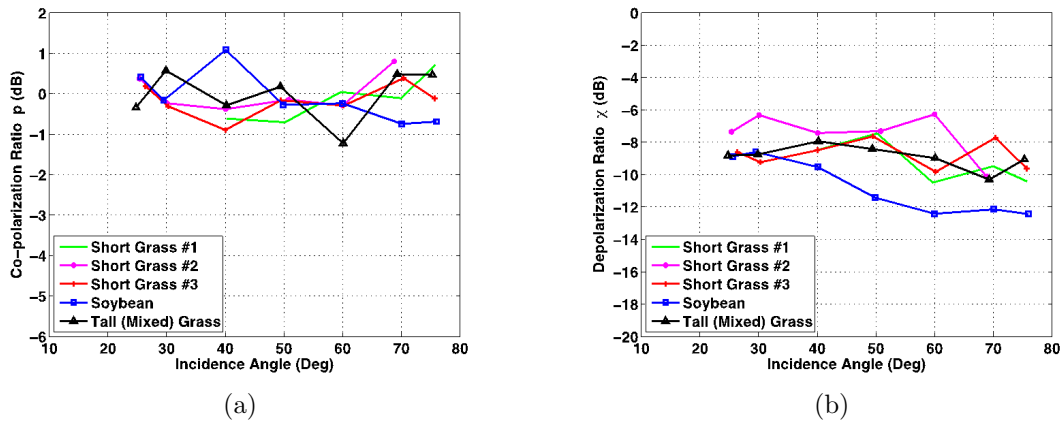 2
1
0
−1
−2
−3
−4
−5
−6
Co−polarization Ratio p (dB)
Short Grass #1
Short Grass #2
Short Grass #3
Soybean
Tall (Mixed) Grass
10 20 30 40 50 60 70 80
Incidence Angle (Deg)
(a)
0
−2
−4
−6
−8
−10
−12
−14
−16
−18
−20
Depolarization Ratio χ (dB)
Short Grass #1
Short Grass #2
Short Grass #3
Soybean
Tall (Mixed) Grass
10 20 30 40 50 60 70 80
Incidence Angle (Deg)
(b)